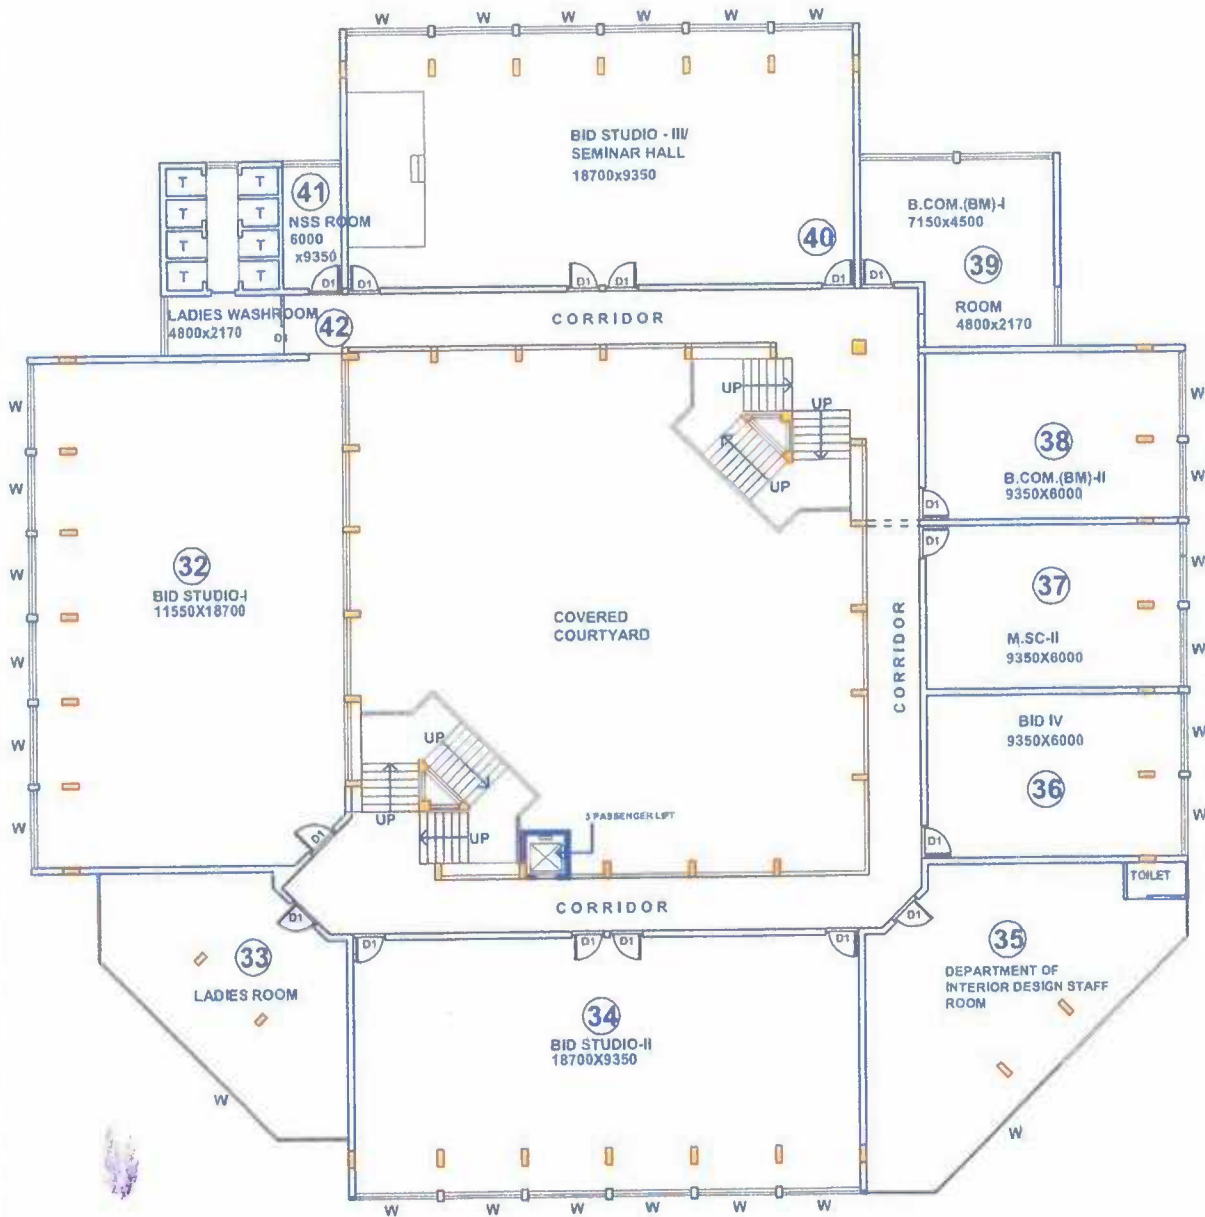 W W W W W W
BID STUDIO - III/
SEMINAR HALL
18700x9350
40
T T
T T
T T
T T
41
NSS ROOM
6000
x9350
B.COM.(BM)-I
7150x4500
39
ROOM
4800x2170
D1 D1 D1 D1 D1 D1
LADIES WASHROOM
4800x2170
D1
42
CORRIDOR
UP
UP
UP
W
W
W
W
W
W
32
BID STUDIO-I
11550X18700
COVERED
COURTYARD
CORRIDOR
38
B.COM.(BM)-II
9350X6000
D1
W
W
D1
37
M.SC-II
9350X6000
W
W
BID IV
9350X6000
36
D1
W
W
UP
UP
UP
3 PASSENGER LIFT
D1
TOILET
CORRIDOR
D1
D1 D1 D1 D1
D1
33
LADIES ROOM
W
34
BID STUDIO-II
18700X9350
35
DEPARTMENT OF
INTERIOR DESIGN STAFF
ROOM
W
W W W W W W